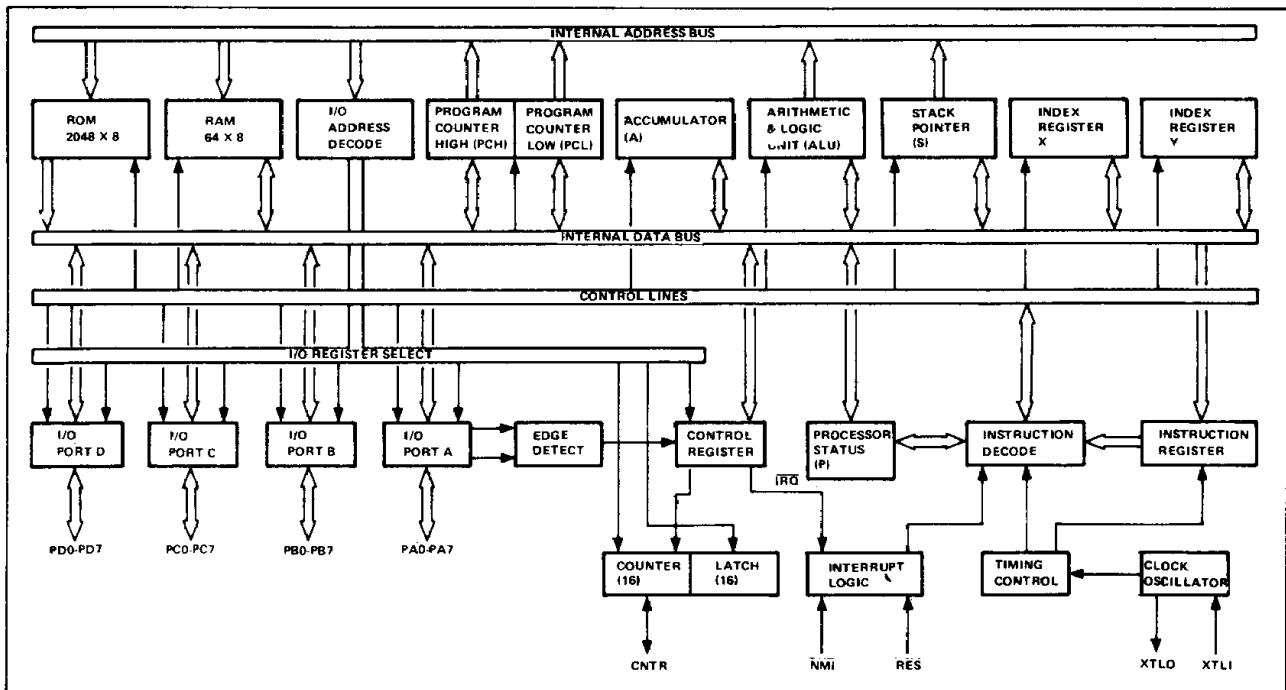 INTERNAL ADDRESS BUS
ROM
2048 X 8
RAM
64 X 8
I/O
ADDRESS
DECODE
PROGRAM
COUNTER
HIGH (PCH)
PROGRAM
COUNTER
LOW (PCL)
ACCUMULATOR
(A)
ARITHMETIC
& LOGIC
UNIT (ALU)
STACK
POINTER
(S)
INDEX
REGISTER
X
INDEX
REGISTER
Y
INTERNAL DATA BUS
CONTROL LINES
I/O REGISTER SELECT
I/O
PORT D
I/O
PORT C
I/O
PORT B
I/O
PORT A
EDGE
DETECT
CONTROL
REGISTER
PROCESSOR
STATUS
(P)
INSTRUCTION
DECODE
INSTRUCTION
REGISTER
IRQ
PD0-PD7
PC0-PC7
PB0-PB7
PA0-PA7
COUNTER
(16)
LATCH
(16)
INTERRUPT
LOGIC
TIMING
CONTROL
CLOCK
OSCILLATOR
CNTR
NMI
RES
XTLO
XTLI